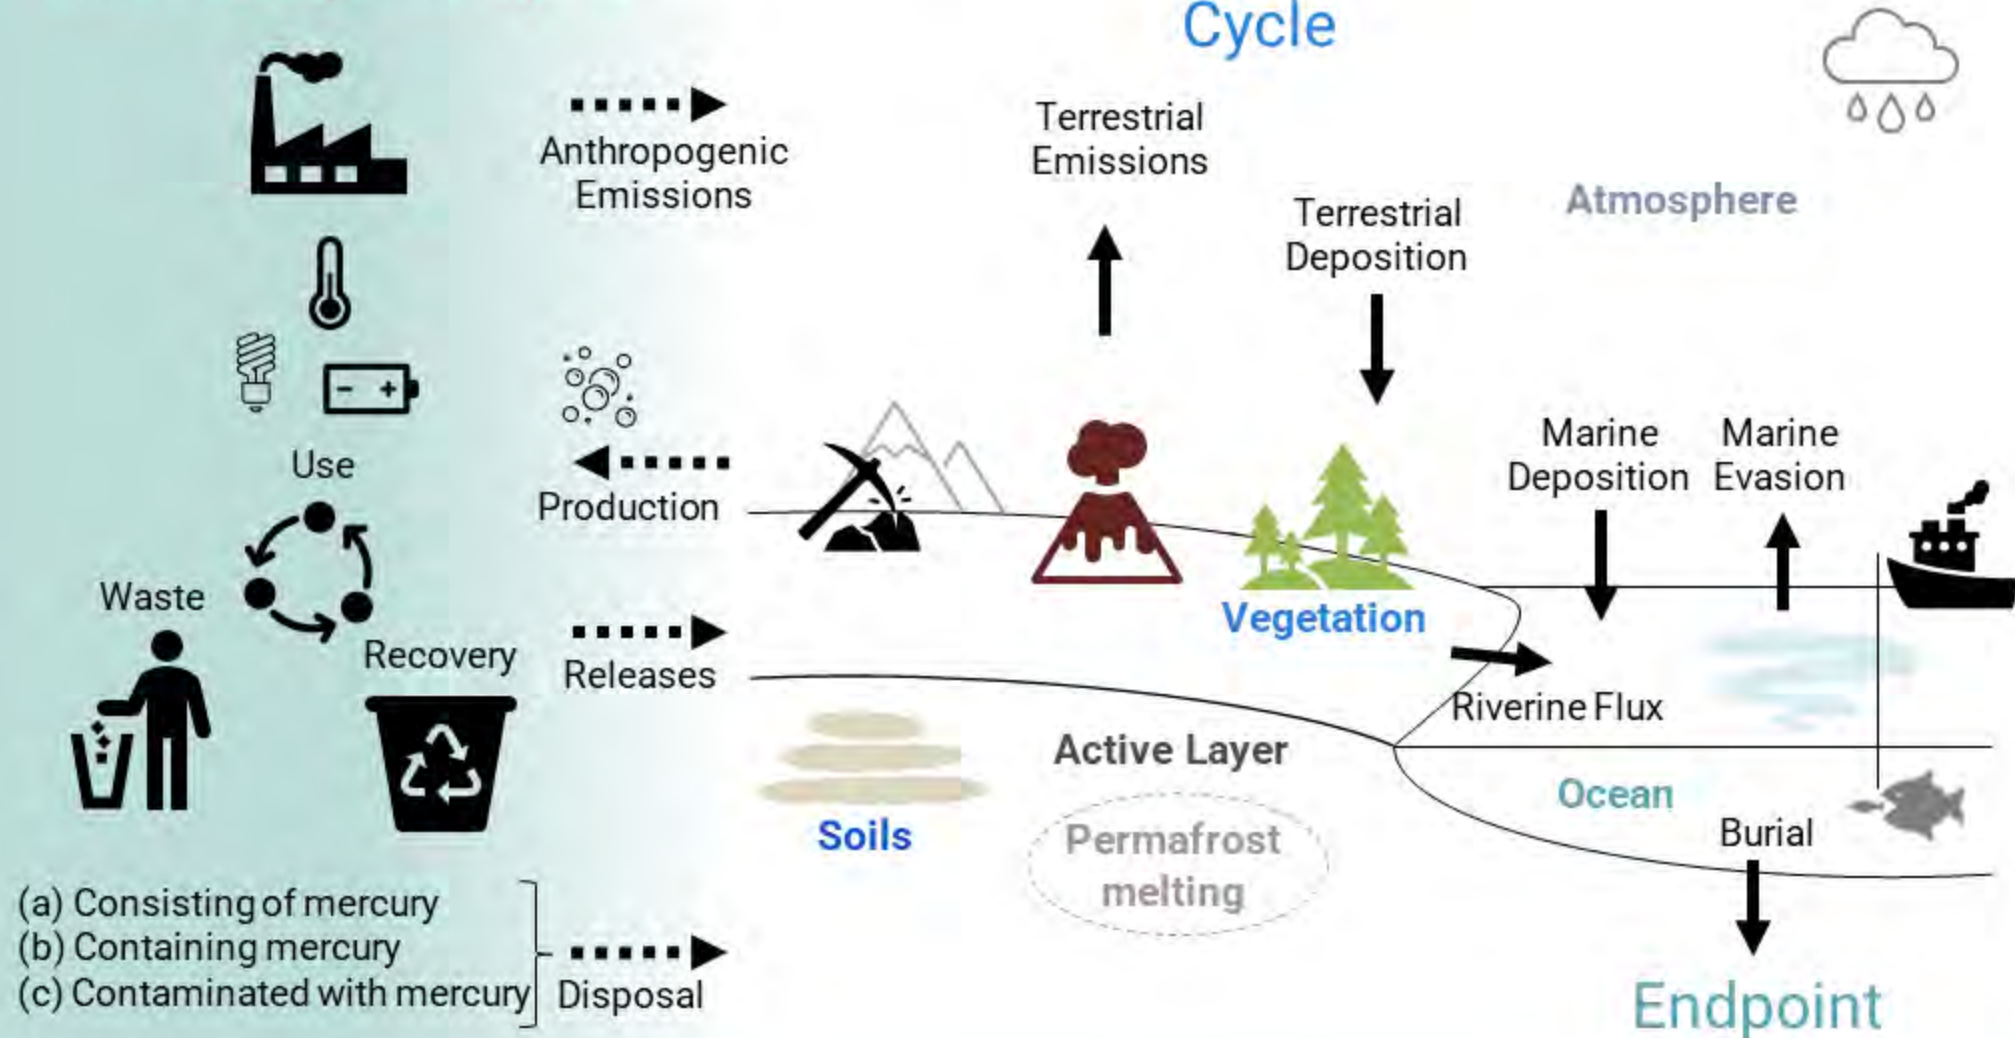 Cycle
Anthropogenic
Emissions
Terrestrial
Emissions
Terrestrial
Deposition
Atmosphere
Use
Production
Marine
Deposition
Marine
Evasion
Waste
Recovery
Releases
Vegetation
Riverine Flux
Soils
Active Layer
Permafrost
melting
Ocean
Burial
(a) Consisting of mercury
(b) Containing mercury
(c) Contaminated with mercury
Disposal
Endpoint